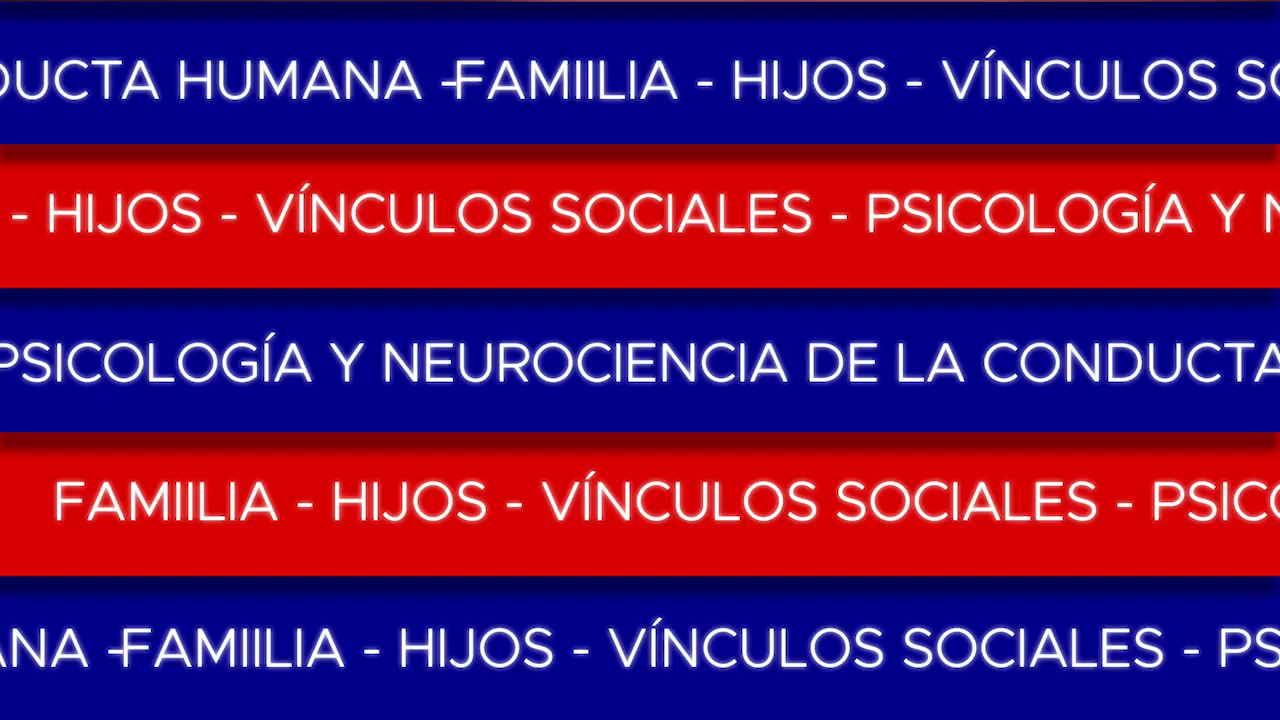 DUCTA HUMANA -FAMIILIA - HIJOS - VÍNCULOS SO
- HIJOS - VÍNCULOS SOCIALES - PSICOLOGÍA Y N
PSICOLOGÍA Y NEUROCIENCIA DE LA CONDUCTA
FAMIILIA - HIJOS - VÍNCULOS SOCIALES - PSICO
ANA -FAMIILIA - HIJOS - VÍNCULOS SOCIALES - PS